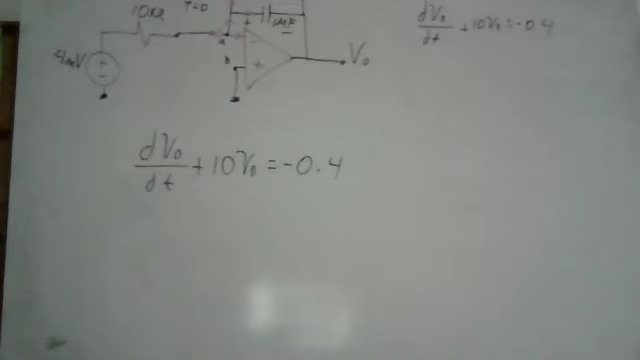 10KΩ
T=0
4mV
a
b
Vo
dVo/dt + 10Vo = -0.4
dVo/dt + 10Vo = -0.4